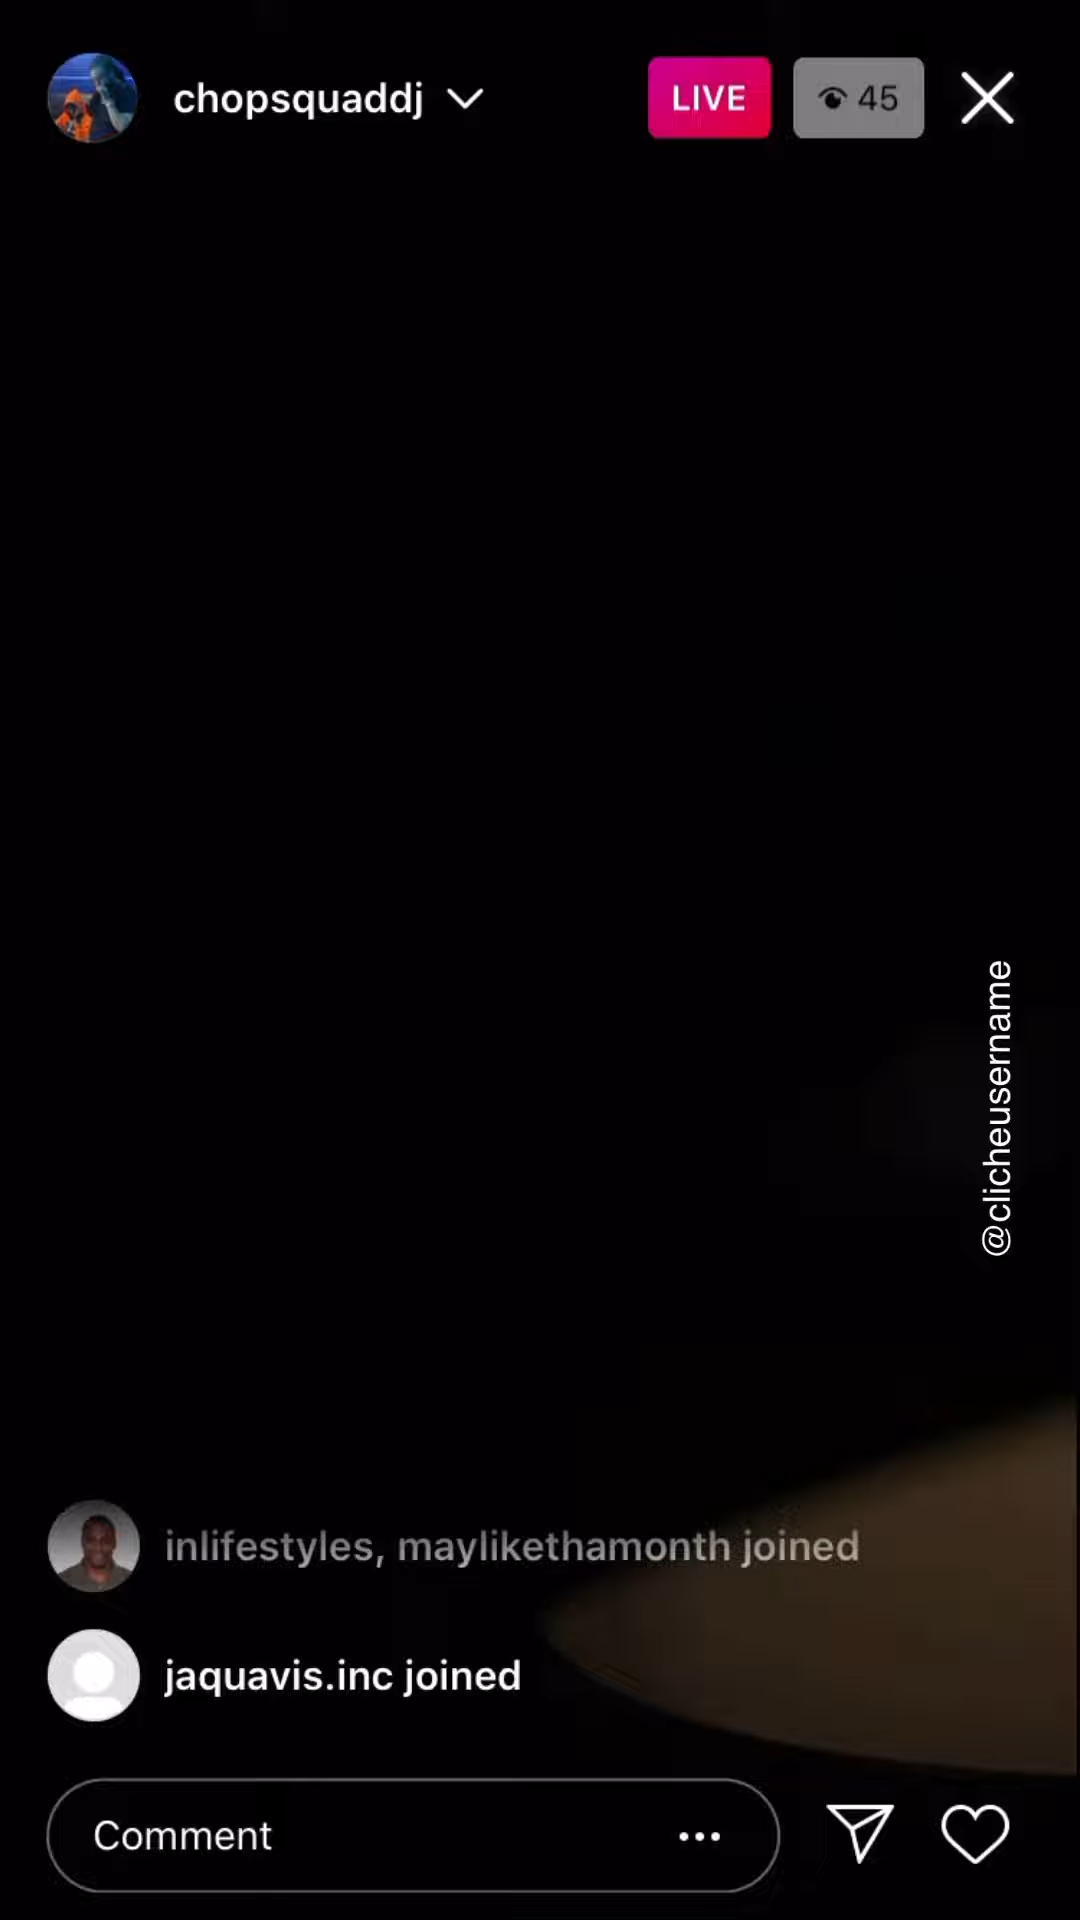 chopsquaddj
LIVE
45
@clicheusername
inlifestyles, maylikethamonth joined
jaquavis.inc joined
Comment